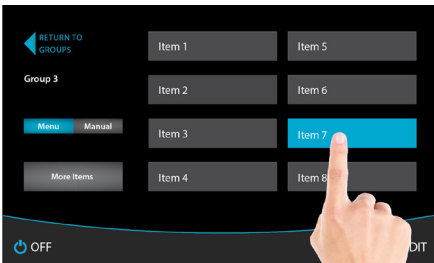 RETURN TO
GROUPS
Group 3
Menu Manual
More Items
Item 1
Item 2
Item 3
Item 4
Item 5
Item 6
Item 7
Item 8
OFF